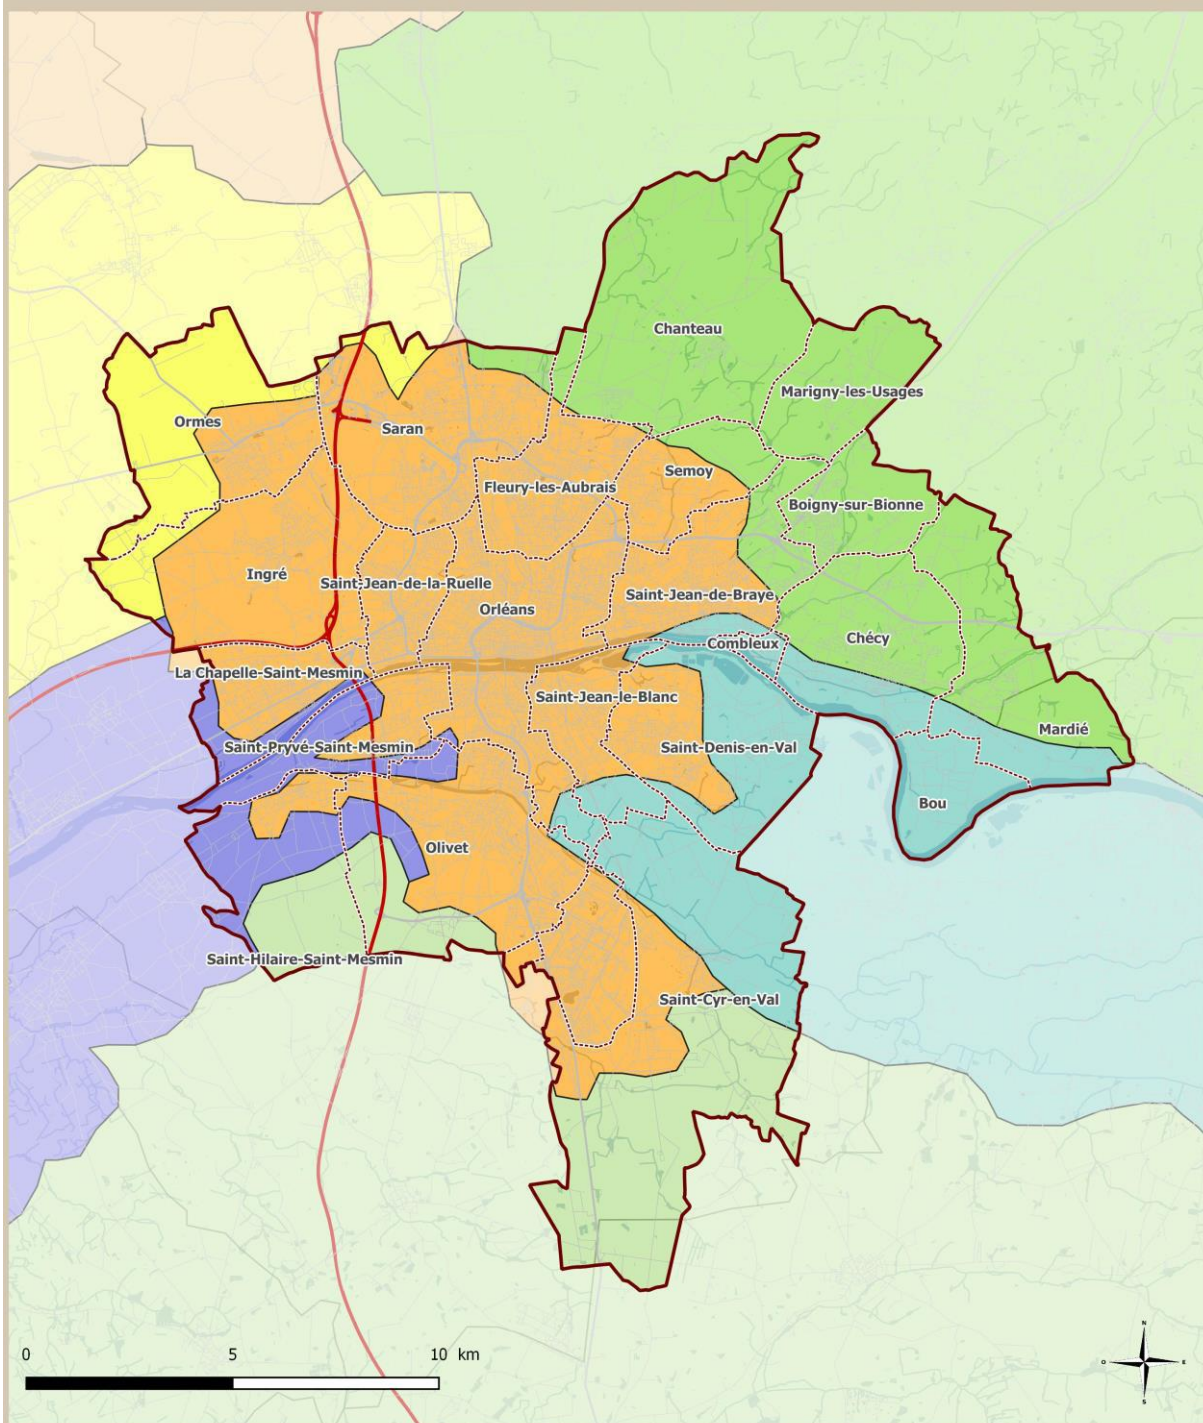 Chanteau
Marigny-les-Usages
Ormes
Saran
Semoy
Fleury-les-Aubrais
Boigny-sur-Bionne
Ingré
Saint-Jean-de-la-Ruelle
Orléans
Saint-Jean-de-Braye
Chécy
Combleux
La Chapelle-Saint-Mesmin
Saint-Jean-le-Blanc
Mardié
Saint-Pryvé-Saint-Mesmin
Saint-Denis-en-Val
Bou
Olivet
Saint-Hilaire-Saint-Mesmin
Saint-Cyr-en-Val
N
O
E
S
0 5 10 km